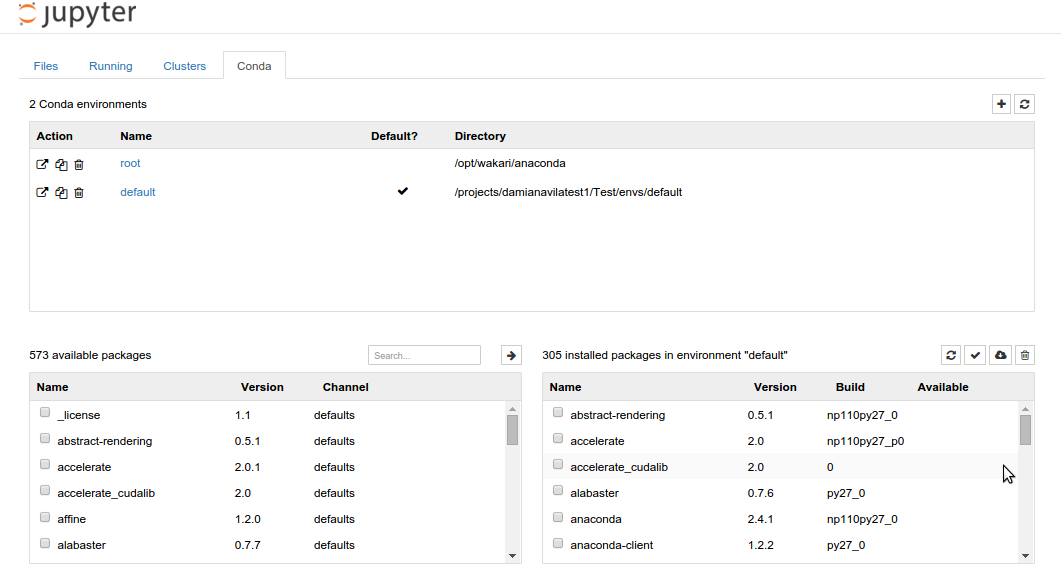 jupyter
Files Running Clusters Conda
2 Conda environments
Action Name Default? Directory
root /opt/wakari/anaconda
default /projects/damianavilatest1/Test/envs/default
573 available packages Search... 305 installed packages in environment "default"
Name Version Channel Name Version Build Available
_license 1.1 defaults abstract-rendering 0.5.1 np110py27_0
abstract-rendering 0.5.1 defaults accelerate 2.0 np110py27_p0
accelerate 2.0.1 defaults accelerate_cudalib 2.0 0
accelerate_cudalib 2.0 defaults alabaster 0.7.6 py27_0
affine 1.2.0 defaults anaconda 2.4.1 np110py27_0
alabaster 0.7.7 defaults anaconda-client 1.2.2 py27_0